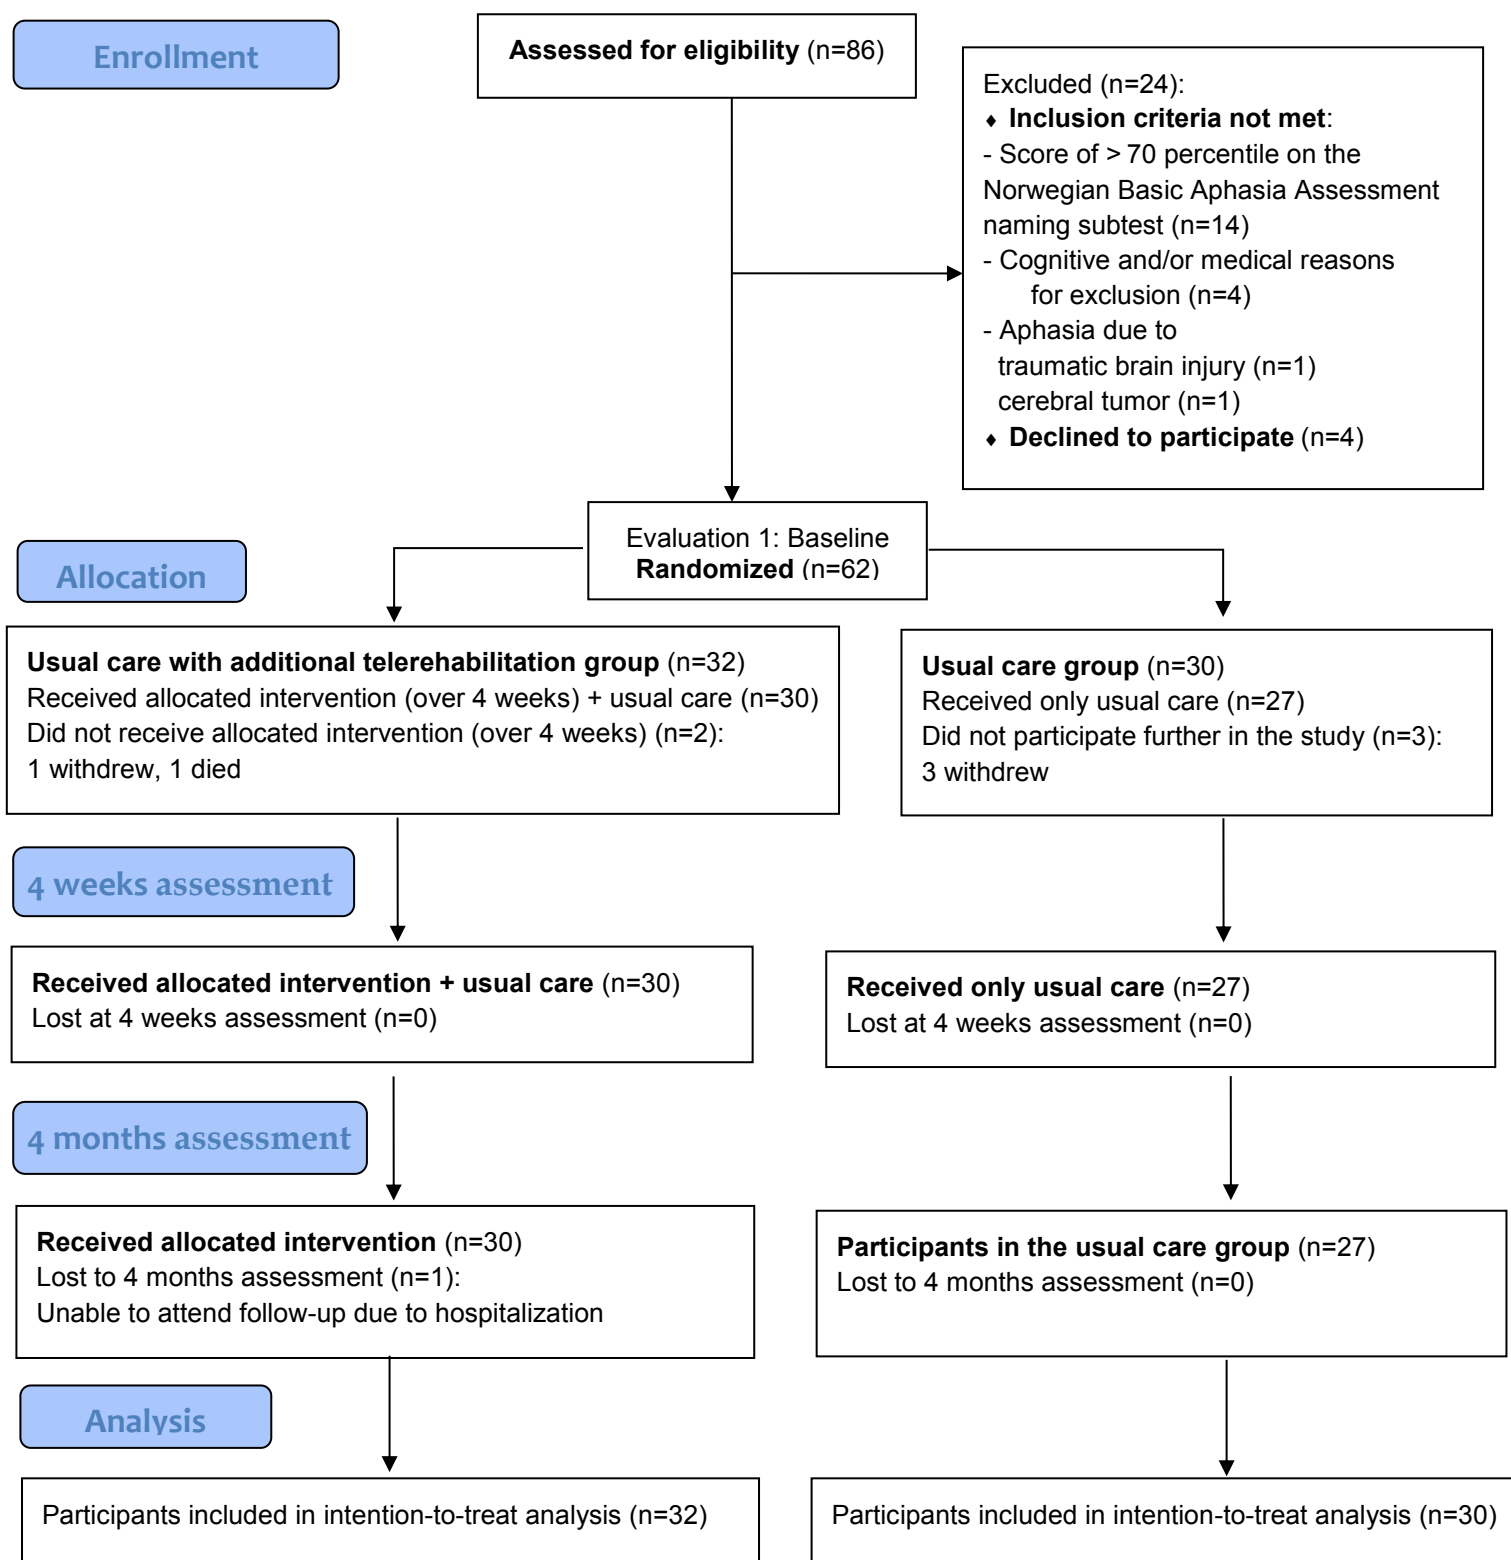 Enrollment
Assessed for eligibility (n=86)
Excluded (n=24):
♦ Inclusion criteria not met:
- Score of > 70 percentile on the
Norwegian Basic Aphasia Assessment
naming subtest (n=14)
- Cognitive and/or medical reasons
for exclusion (n=4)
- Aphasia due to
traumatic brain injury (n=1)
cerebral tumor (n=1)
♦ Declined to participate (n=4)
Evaluation 1: Baseline
Randomized (n=62)
Allocation
Usual care with additional telerehabilitation group (n=32)
Received allocated intervention (over 4 weeks) + usual care (n=30)
Did not receive allocated intervention (over 4 weeks) (n=2):
1 withdrew, 1 died
Usual care group (n=30)
Received only usual care (n=27)
Did not participate further in the study (n=3):
3 withdrew
4 weeks assessment
Received allocated intervention + usual care (n=30)
Lost at 4 weeks assessment (n=0)
Received only usual care (n=27)
Lost at 4 weeks assessment (n=0)
4 months assessment
Received allocated intervention (n=30)
Lost to 4 months assessment (n=1):
Unable to attend follow-up due to hospitalization
Participants in the usual care group (n=27)
Lost to 4 months assessment (n=0)
Analysis
Participants included in intention-to-treat analysis (n=32)
Participants included in intention-to-treat analysis (n=30)